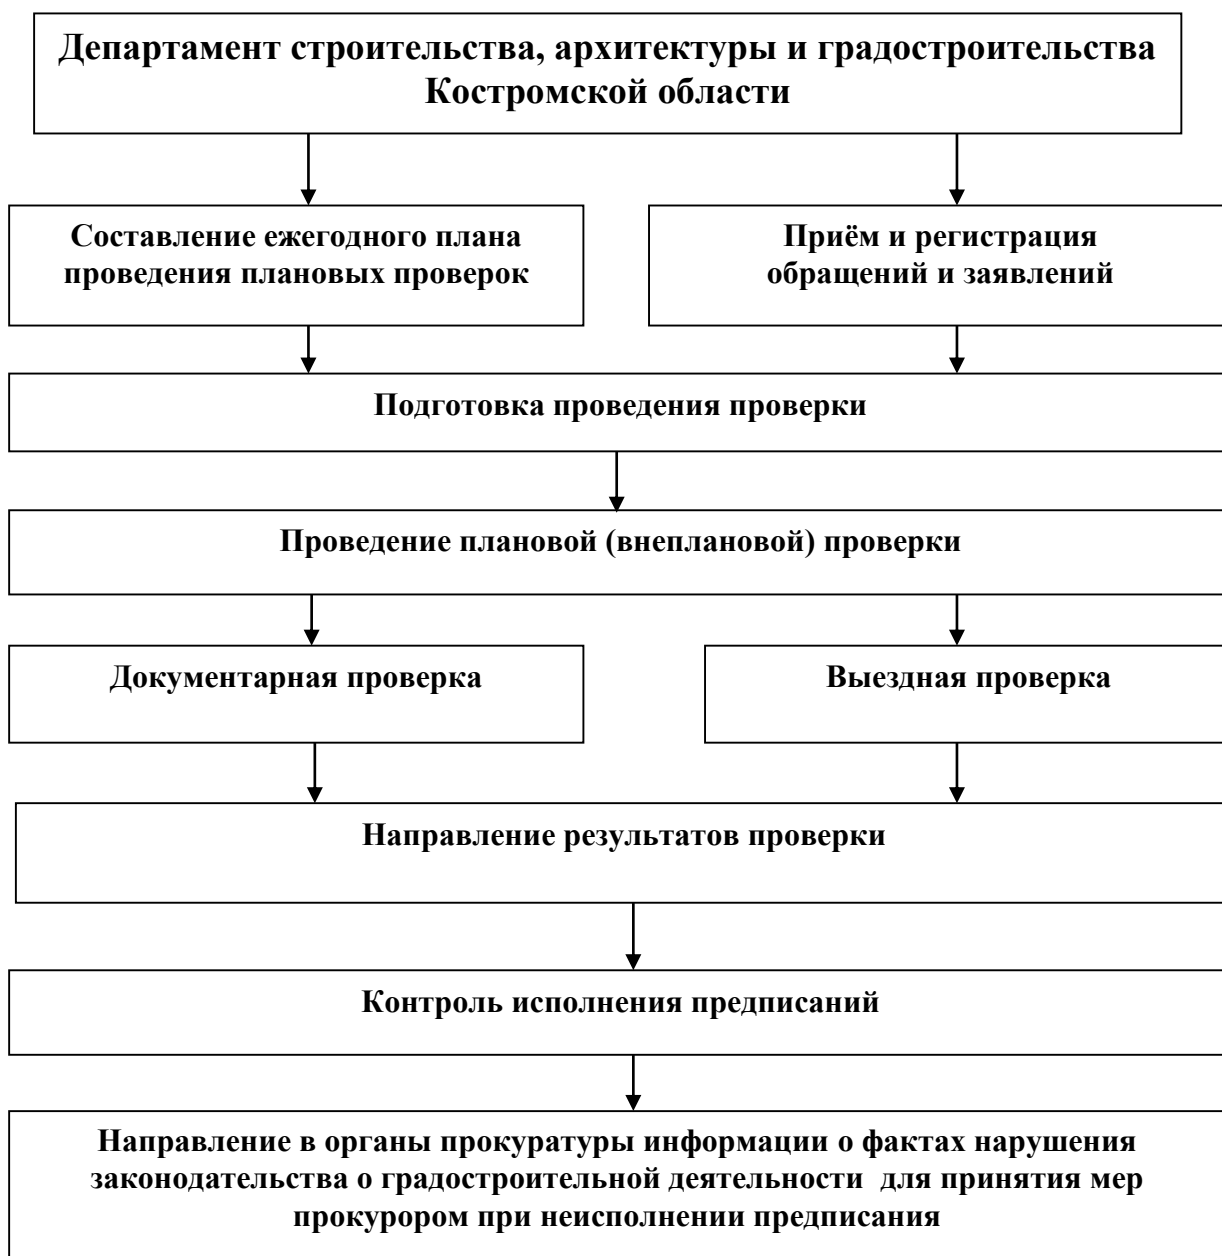 Департамент строительства, архитектуры и градостроительства
Костромской области
Составление ежегодного плана
проведения плановых проверок
Приём и регистрация
обращений и заявлений
Подготовка проведения проверки
Проведение плановой (внеплановой) проверки
Документарная проверка
Выездная проверка
Направление результатов проверки
Контроль исполнения предписаний
Направление в органы прокуратуры информации о фактах нарушения
законодательства о градостроительной деятельности  для принятия мер
прокурором при неисполнении предписания